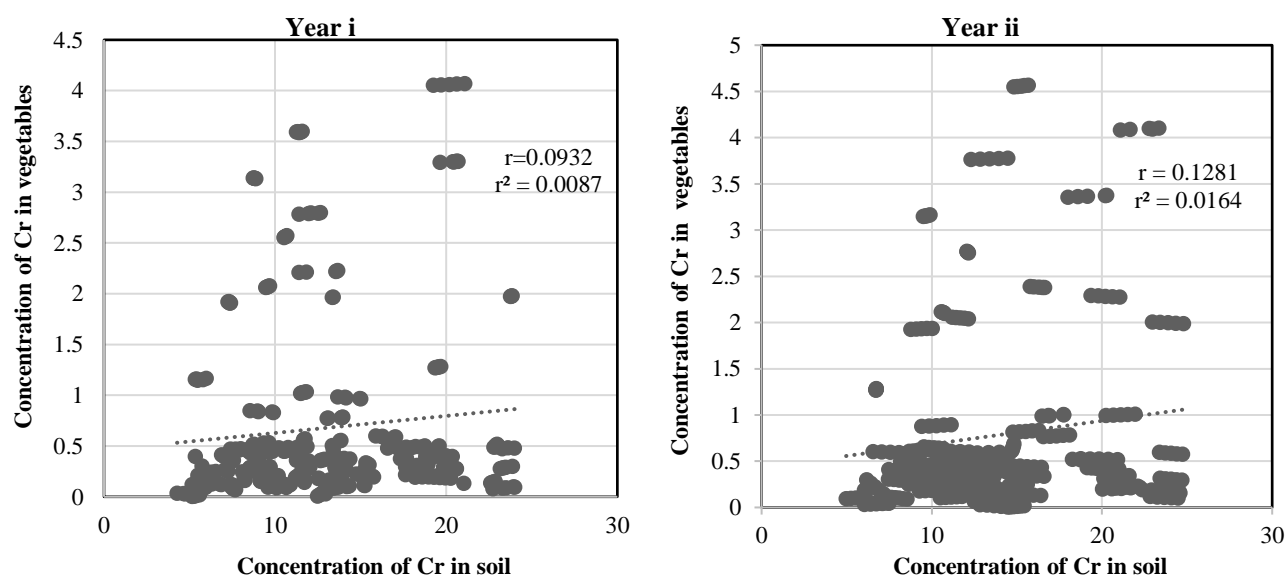 Year i
Concentration of Cr in vegetables
4.5
4
3.5
3
2.5
2
1.5
1
0.5
0
r=0.0932
r² = 0.0087
0
10
20
30
Concentration of Cr in soil
Year ii
Concentration of Cr in vegetables
5
4.5
4
3.5
3
2.5
2
1.5
1
0.5
0
r = 0.1281
r² = 0.0164
0
10
20
30
Concentration of Cr in soil